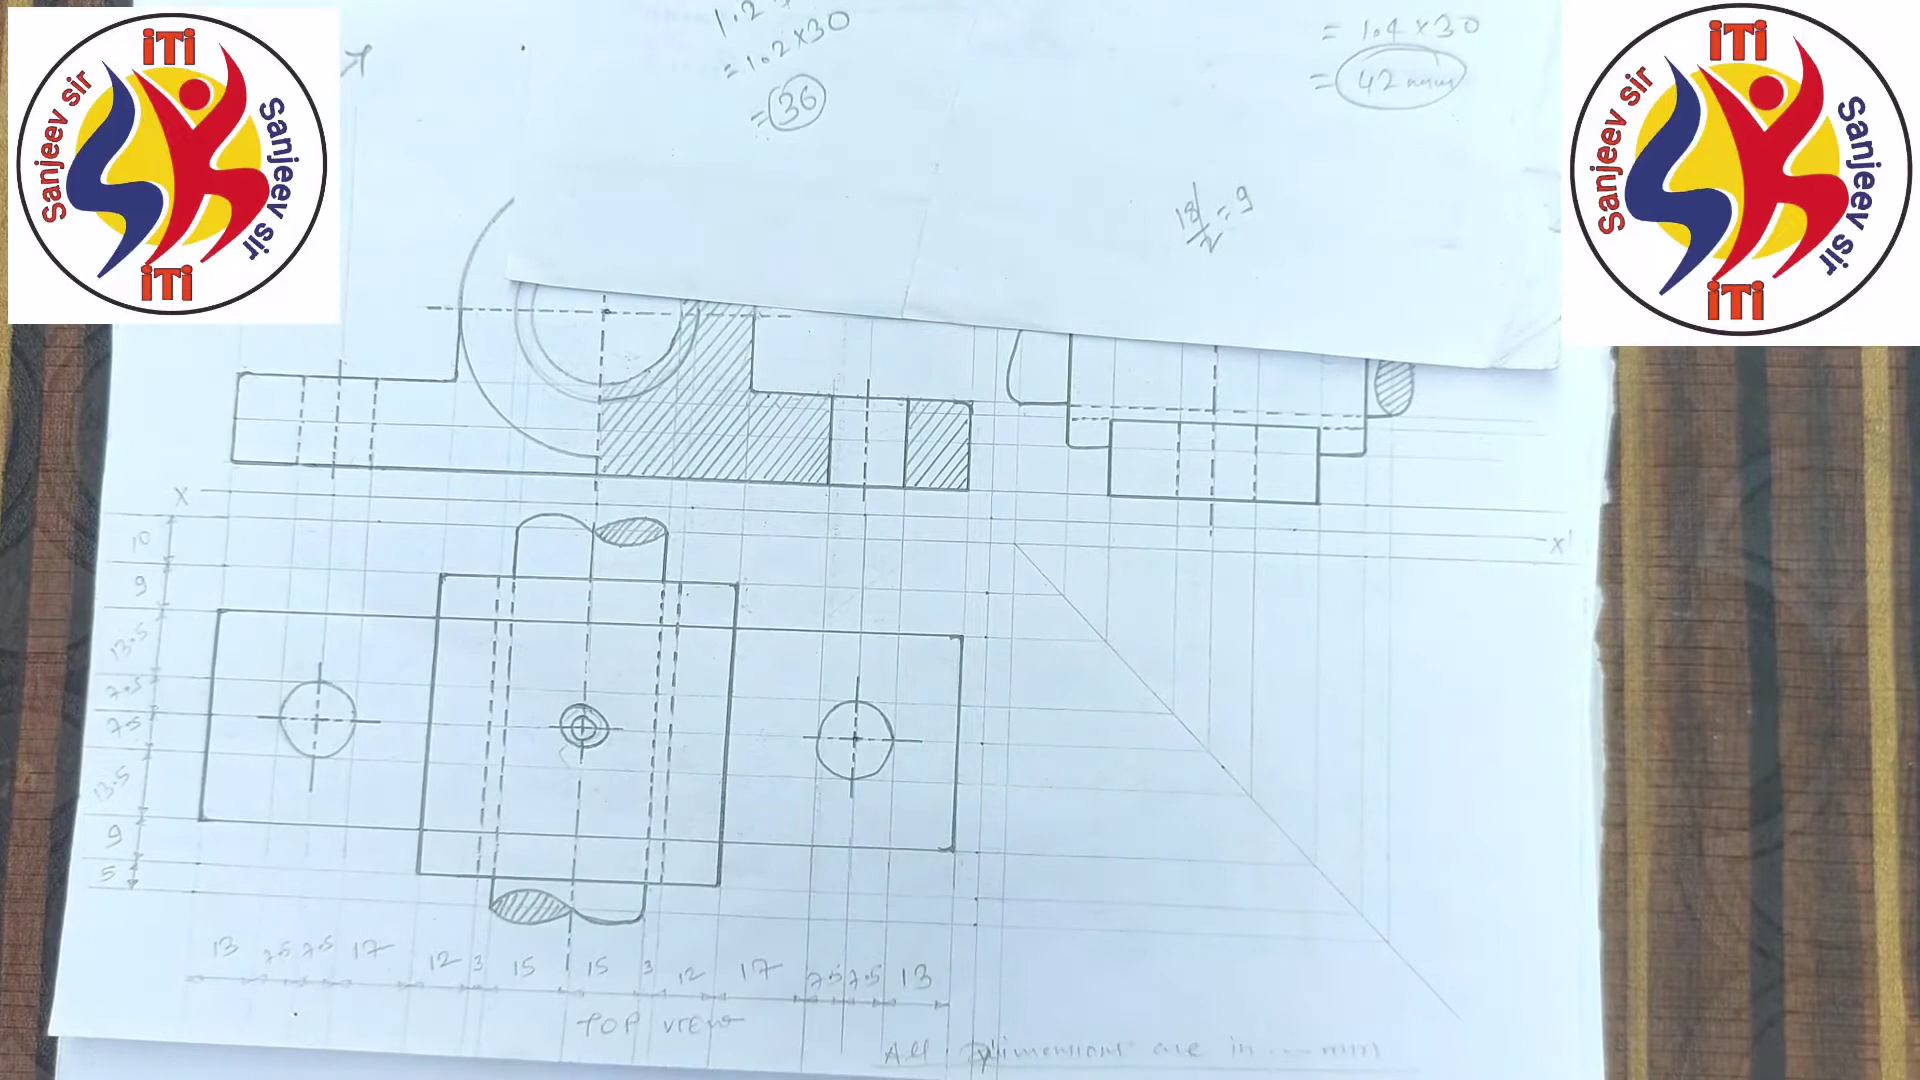 iTi
Sanjeev sir
Sanjeev sir
iTi
= 1.2 × 30
= 36
= 1.4 × 30
= 42 mm
18/2 = 9
iTi
Sanjeev sir
Sanjeev sir
iTi
X
X'
10
9
13.5
7.5
7.5
13.5
9
5
13 7.5 7.5 17 12 3 15 15 3 12 17 7.5 7.5 13
TOP VIEW
All Dimensions are in mm